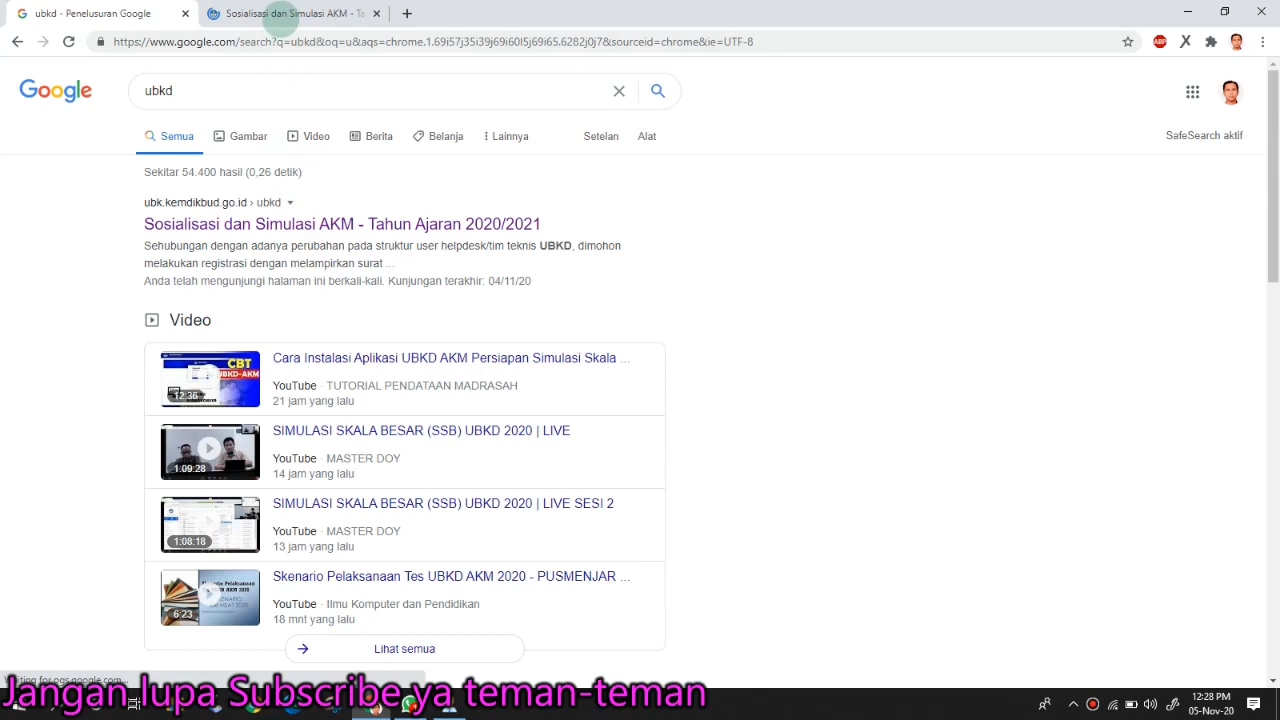 ubkd - Penelusuran Google
Sosialisasi dan Simulasi AKM - Ta
https://www.google.com/search?q=ubkd&oq=u&aqs=chrome.1.69i57j35i39j69i60l5j69i65.6282j0j7&sourceid=chrome&ie=UTF-8
ABP
Google
ubkd
Semua
Gambar
Video
Berita
Belanja
Lainnya
Setelan
Alat
SafeSearch aktif
Sekitar 54.400 hasil (0,26 detik)
ubk.kemdikbud.go.id › ubkd
Sosialisasi dan Simulasi AKM - Tahun Ajaran 2020/2021
Sehubungan dengan adanya perubahan pada struktur user helpdesk/tim teknis UBKD, dimohon
melakukan registrasi dengan melampirkan surat ...
Anda telah mengunjungi halaman ini berkali-kali. Kunjungan terakhir: 04/11/20
Video
CBT
UBKD-AKM
12:36
Cara Instalasi Aplikasi UBKD AKM Persiapan Simulasi Skala ...
YouTube · TUTORIAL PENDATAAN MADRASAH
21 jam yang lalu
1:09:28
SIMULASI SKALA BESAR (SSB) UBKD 2020 | LIVE
YouTube · MASTER DOY
14 jam yang lalu
1:08:18
SIMULASI SKALA BESAR (SSB) UBKD 2020 | LIVE SESI 2
YouTube · MASTER DOY
13 jam yang lalu
6:23
Skenario Pelaksanaan Tes UBKD AKM 2020 - PUSMENJAR ...
YouTube · Ilmu Komputer dan Pendidikan
18 mnt yang lalu
Lihat semua
Waiting for ogs.google.com...
Jangan lupa Subscribe ya teman-teman
12:28 PM
05-Nov-20